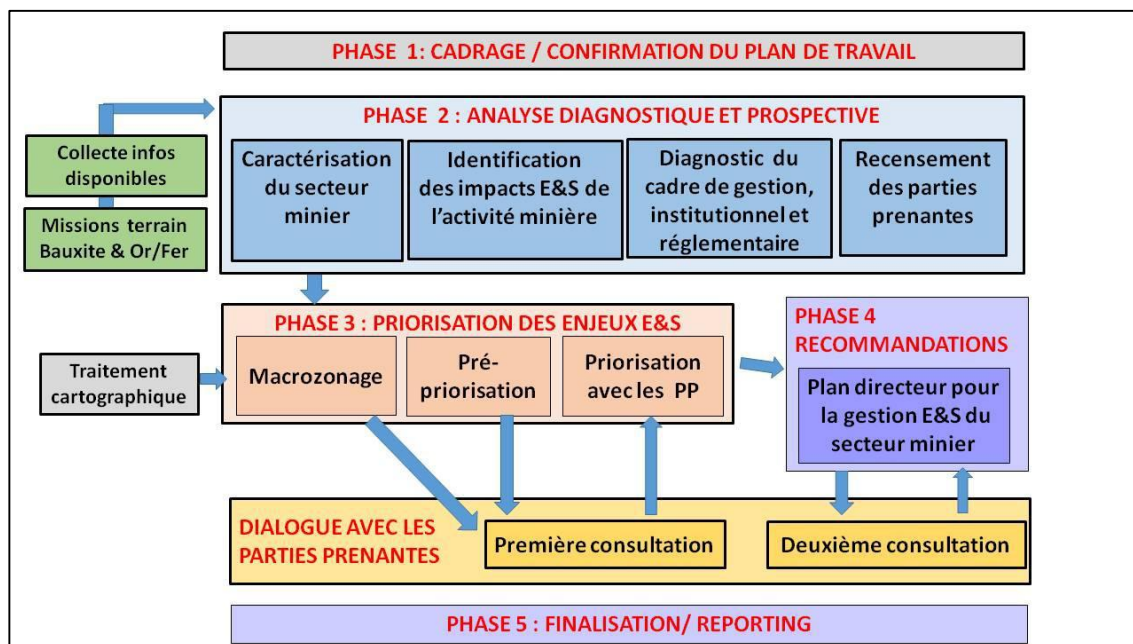 PHASE 1: CADRAGE / CONFIRMATION DU PLAN DE TRAVAIL
PHASE 2 : ANALYSE DIAGNOSTIQUE ET PROSPECTIVE
Collecte infos
disponibles
Missions terrain
Bauxite & Or/Fer
Caractérisation
du secteur
minier
Identification
des impacts E&S de
l'activité minière
Diagnostic du
cadre de gestion,
institutionnel et
réglementaire
Recensement
des parties
prenantes
PHASE 3 : PRIORISATION DES ENJEUX E&S
Traitement
cartographique
Macrozonage
Pré-
priorisation
Priorisation
avec les PP
PHASE 4
RECOMMANDATIONS
Plan directeur pour
la gestion E&S du
secteur minier
DIALOGUE AVEC LES
PARTIES PRENANTES
Première consultation
Deuxième consultation
PHASE 5 : FINALISATION/ REPORTING